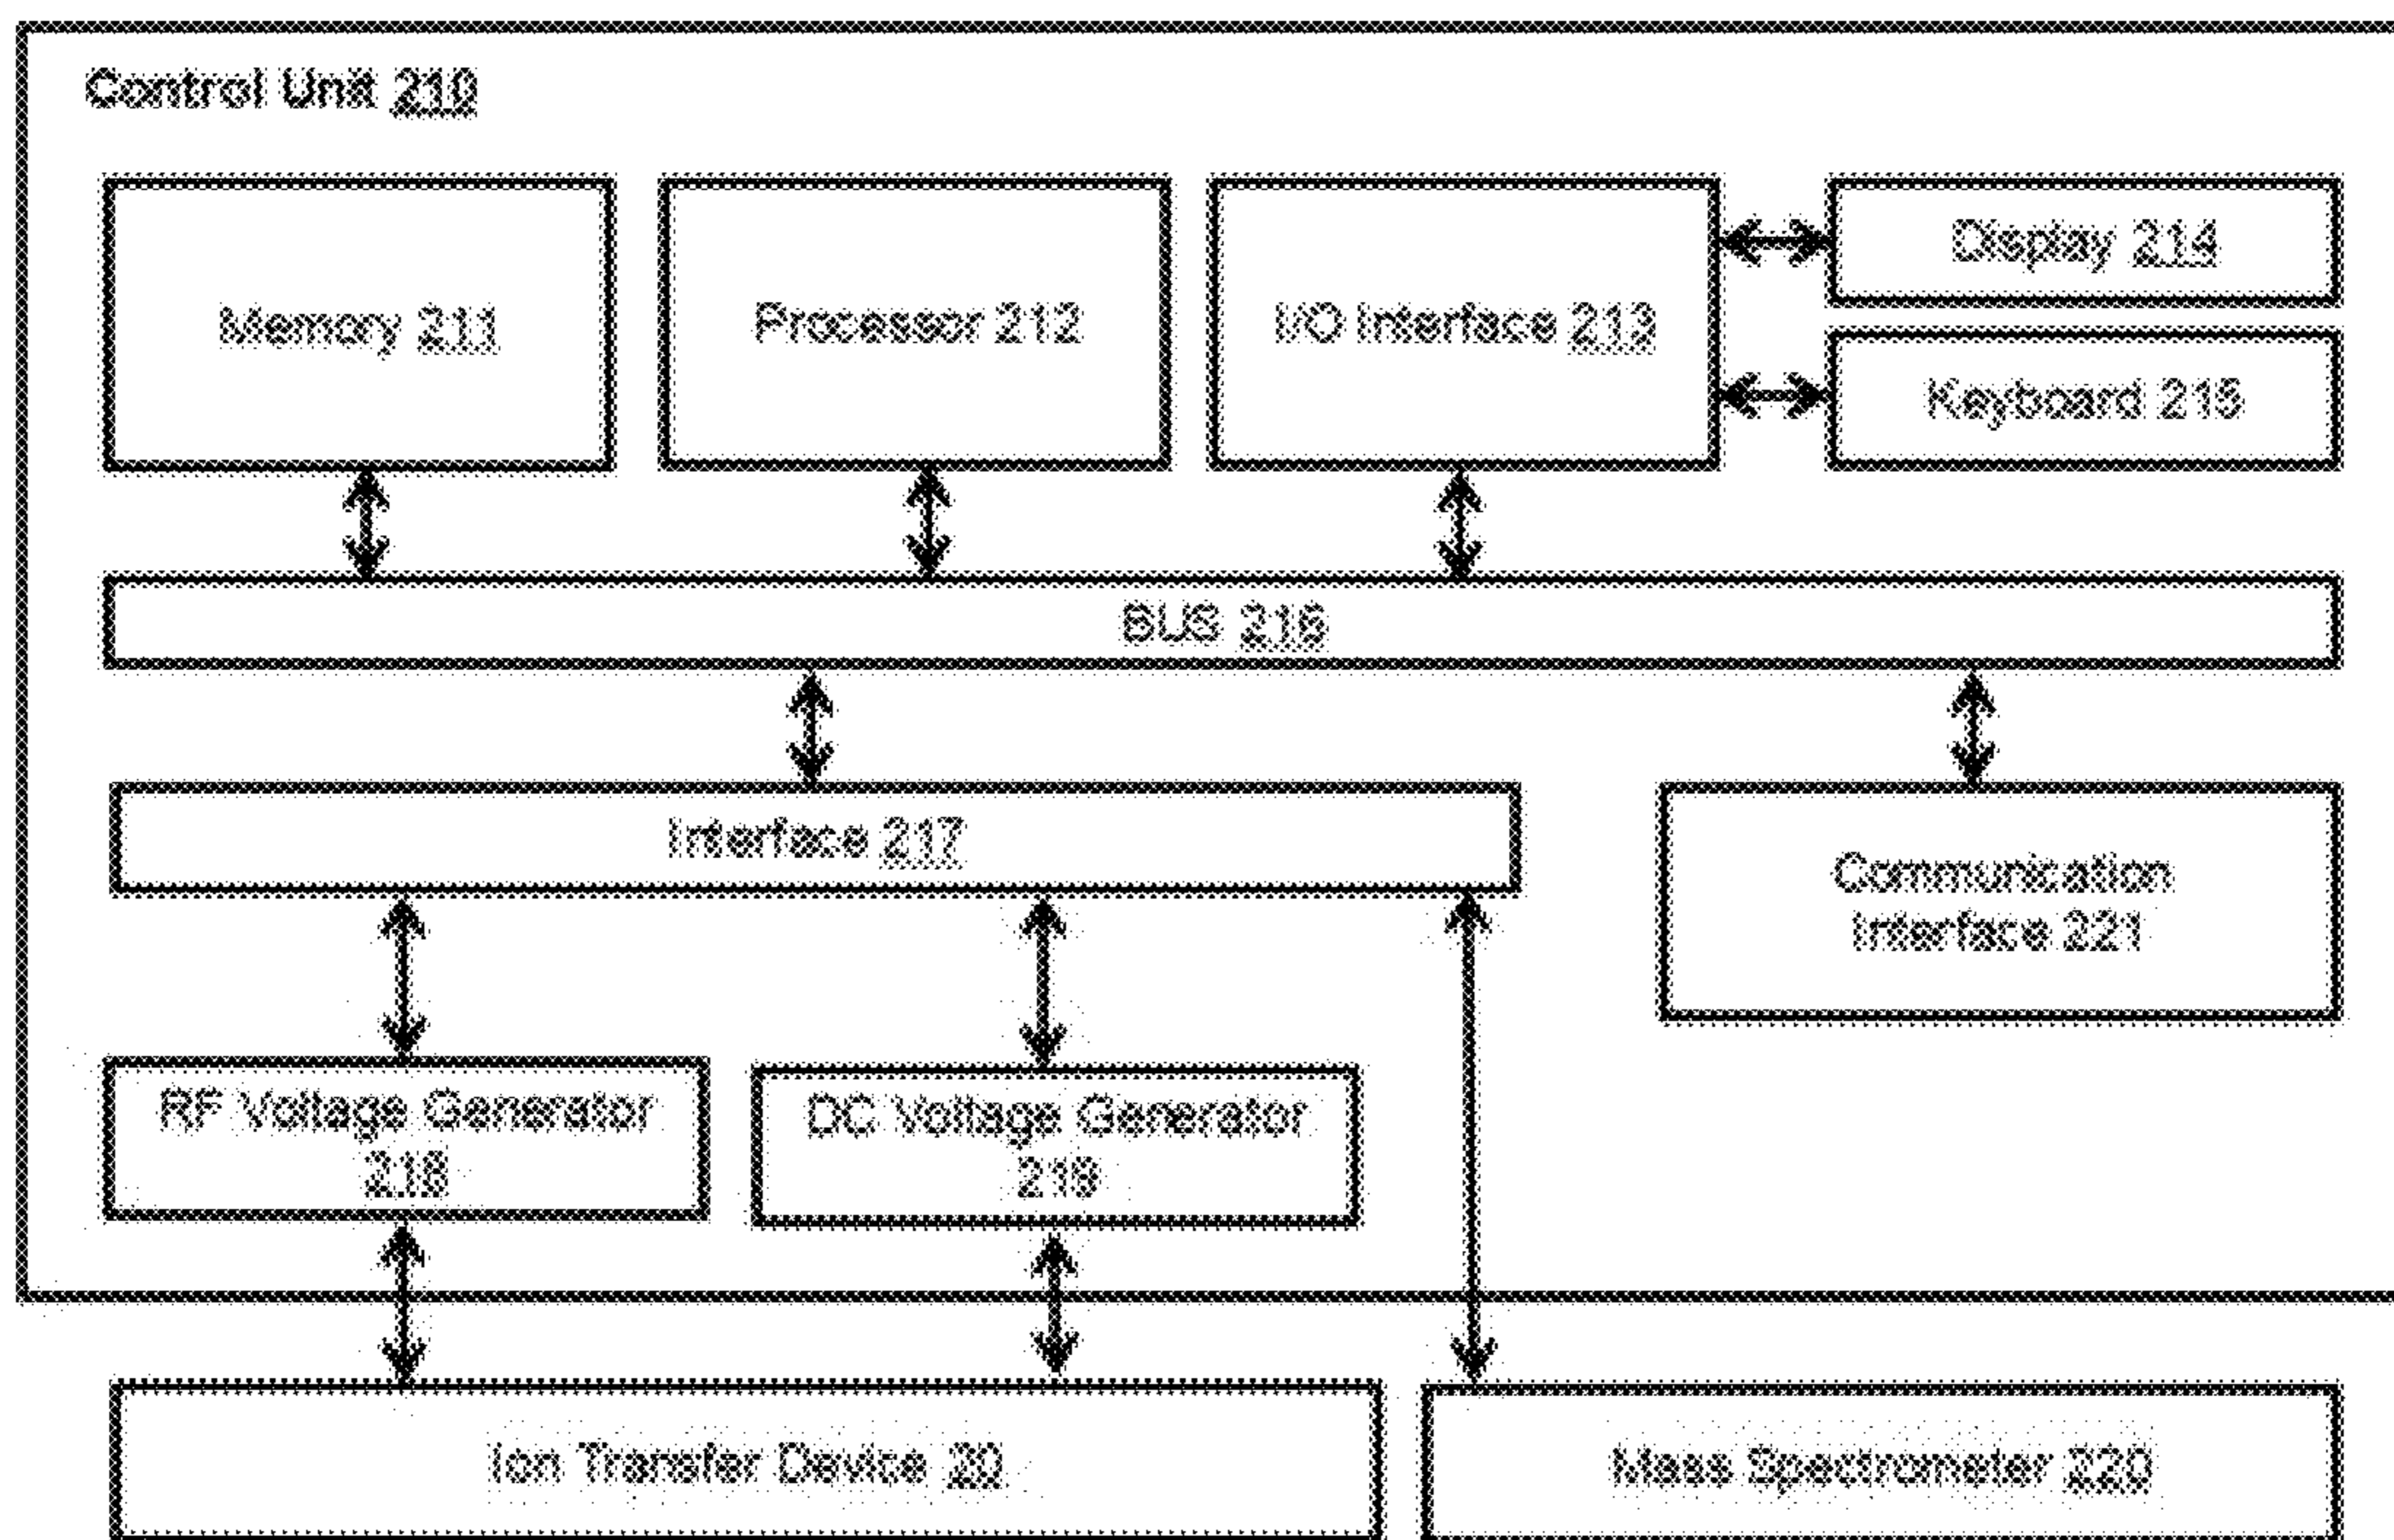 Control Unit 210
Memory 211
Processor 212
I/O Interface 213
Display 214
Keyboard 215
BUS 216
Interface 217
Communication
Interface 221
RF Voltage Generator
218
DC Voltage Generator
219
Ion Transfer Device 20
Mass Spectrometer 220